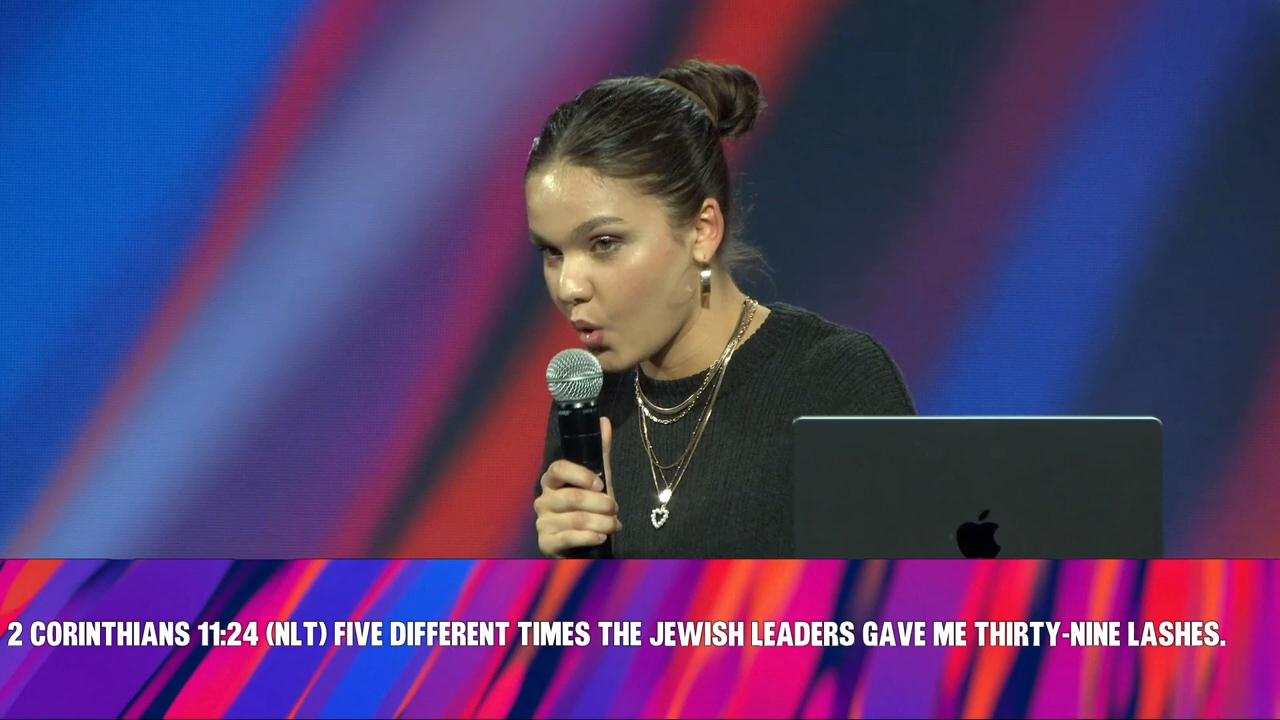 2 CORINTHIANS 11:24 (NLT) FIVE DIFFERENT TIMES THE JEWISH LEADERS GAVE ME THIRTY-NINE LASHES.